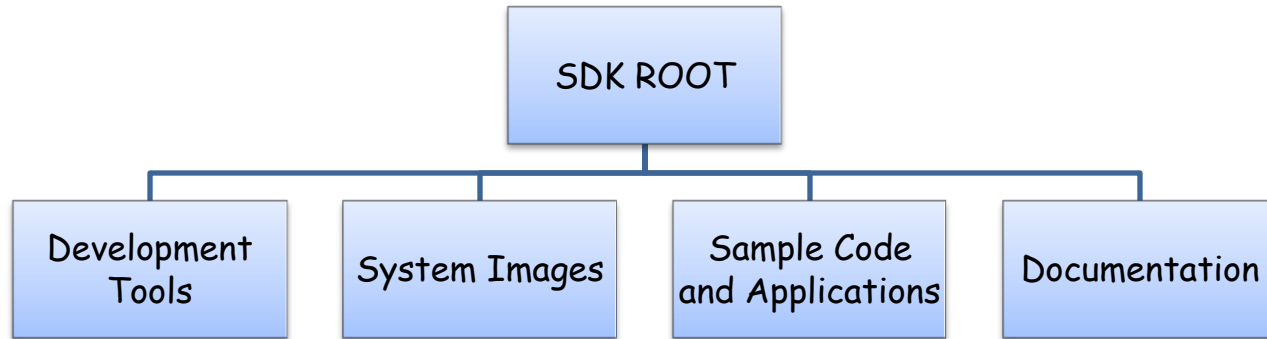 SDK ROOT
Development
Tools
System Images
Sample Code
and Applications
Documentation